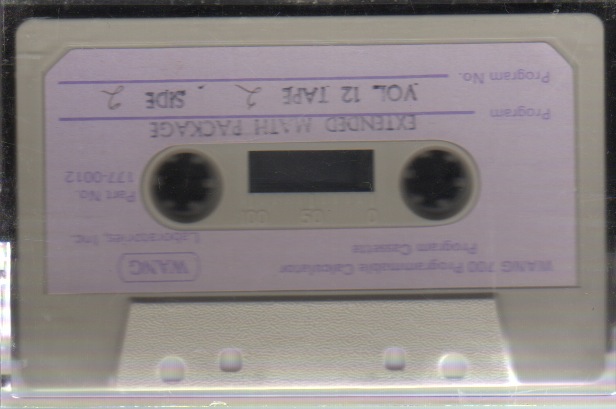 WANG 700 Programmable Calculator
Program Cassette
WANG
Laboratories, Inc.
0 50 100
Part No.
177-0012
EXTENDED MATH PACKAGE
Program
VOL 12 TAPE 2 . SIDE 2
Program No.